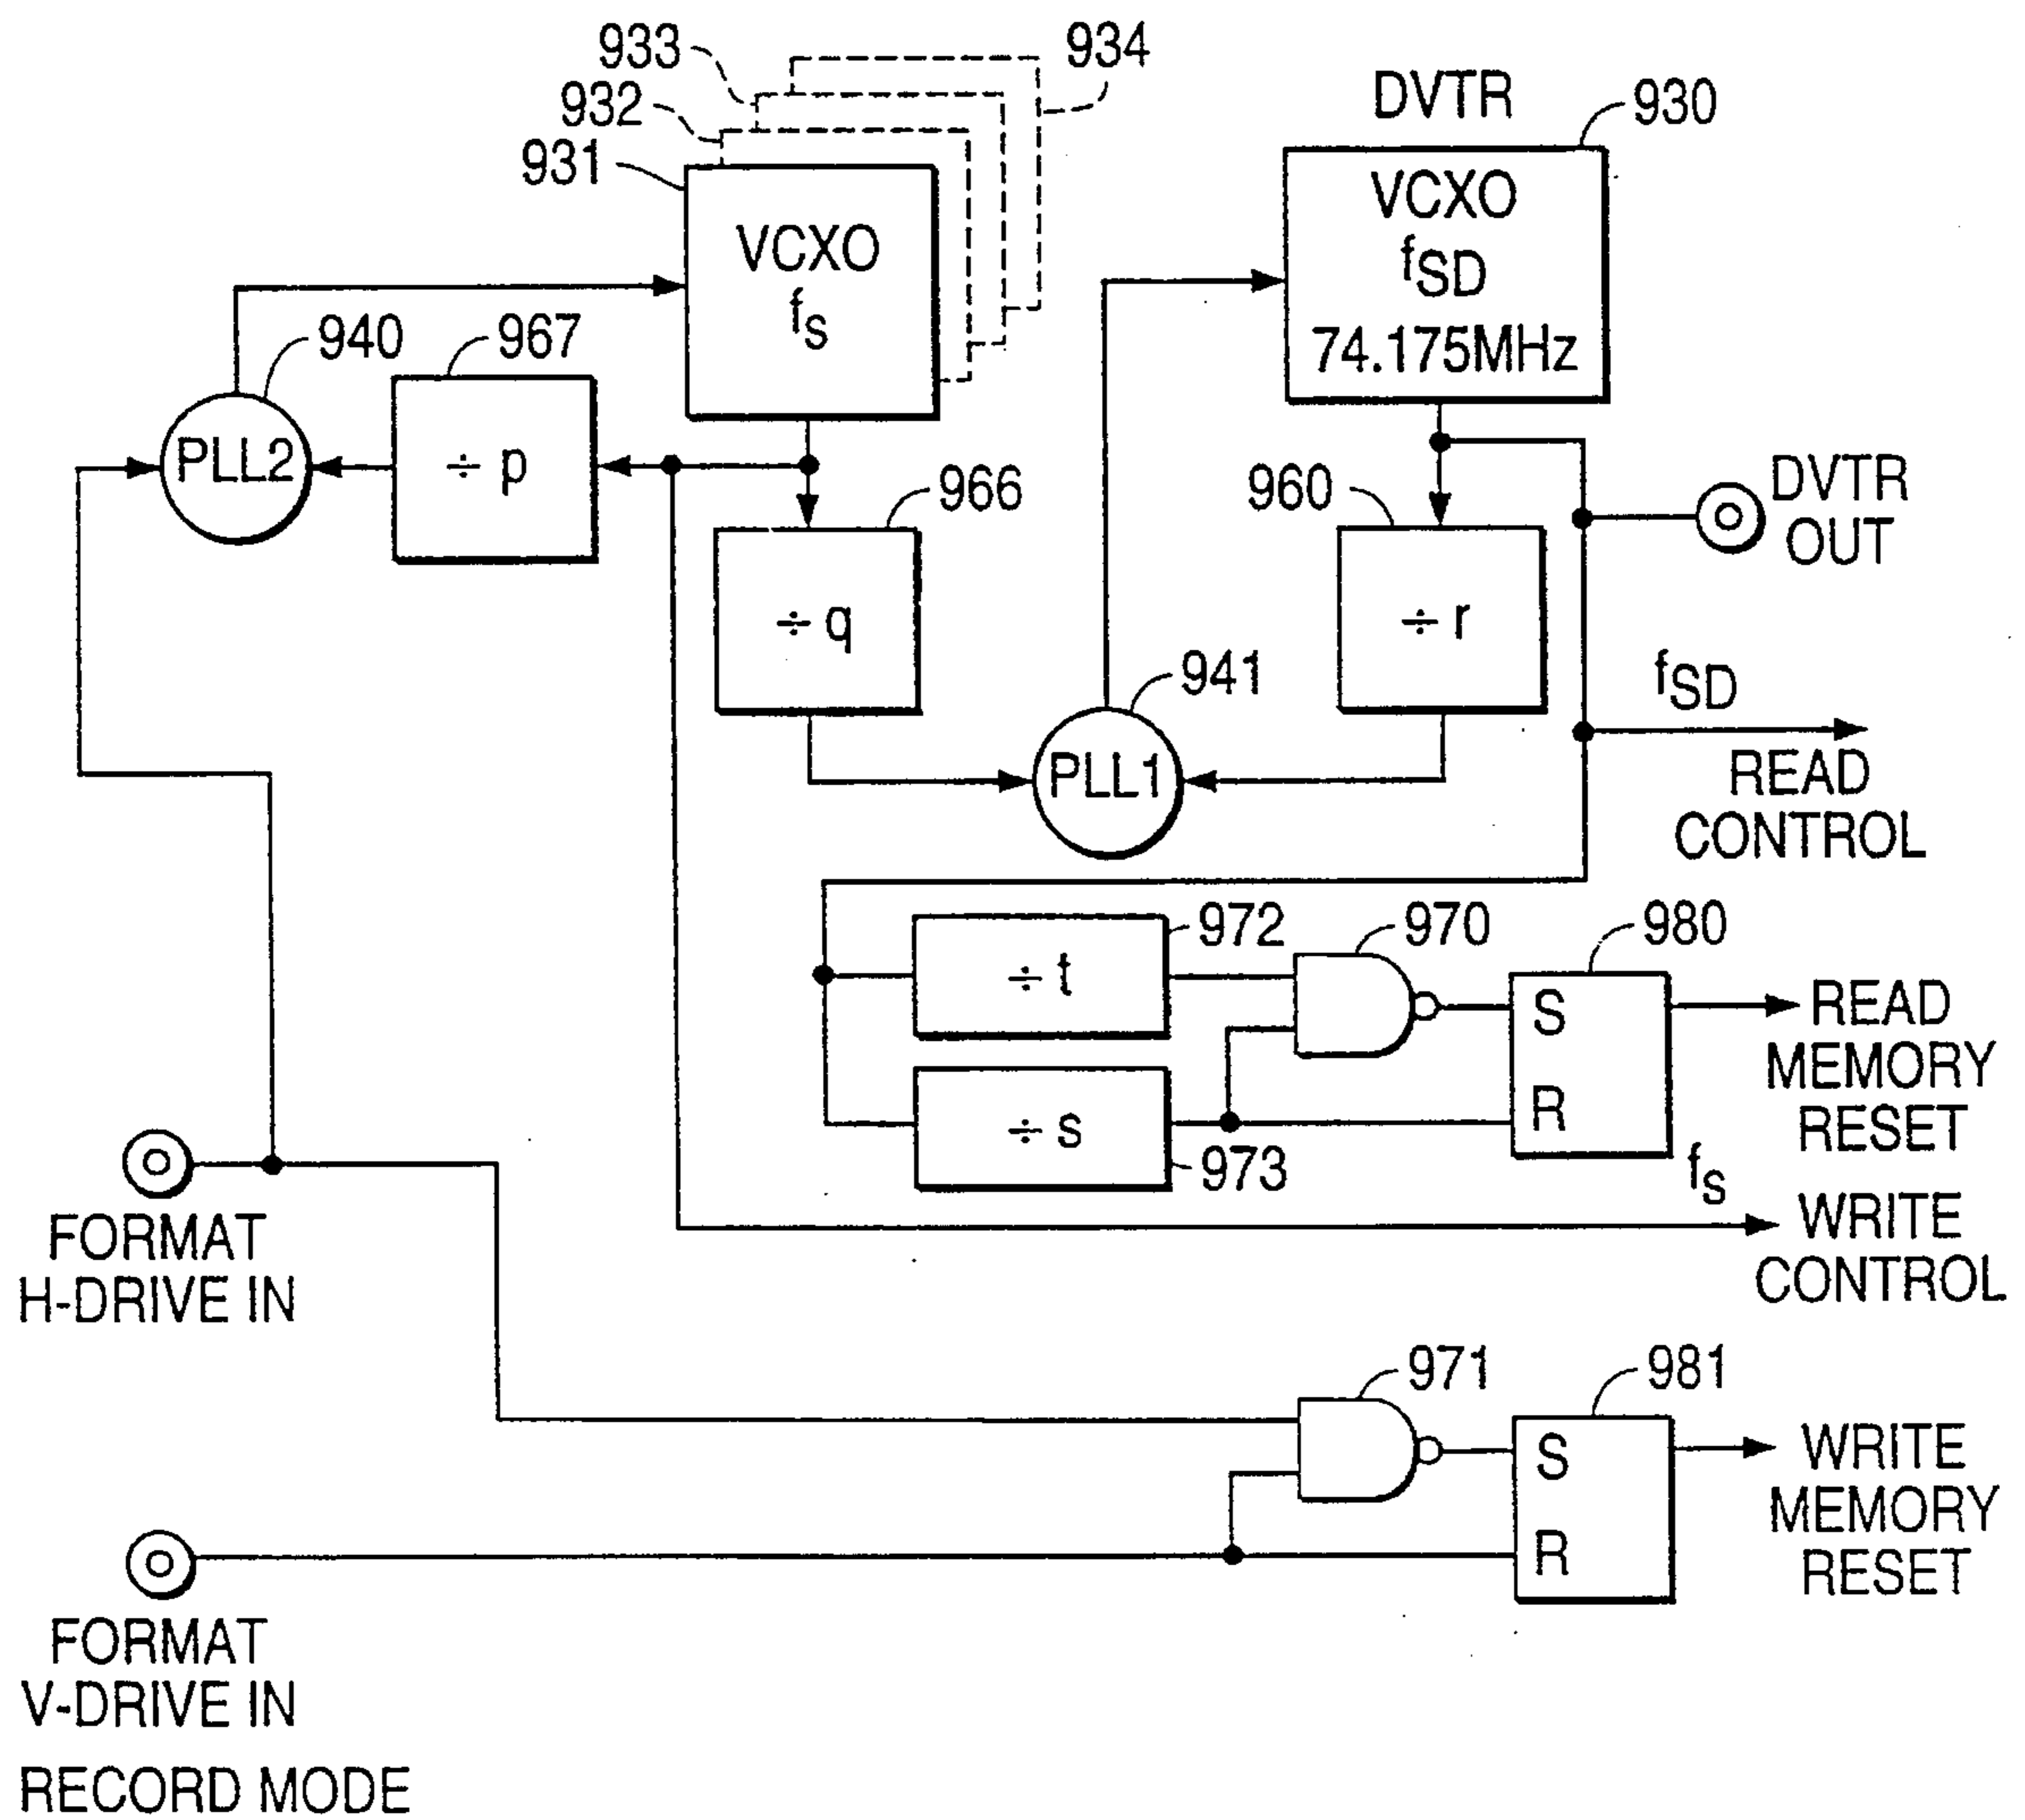 933
934
932
DVTR
930
931
VCXO
fS
VCXO
fSD
74.175MHz
940
967
PLL2
÷ p
966
960
DVTR
OUT
÷ q
÷ r
941
fSD
PLL1
READ
CONTROL
972
970
980
÷ t
S
R
READ
MEMORY
RESET
÷ s
973
fS
WRITE
CONTROL
FORMAT
H-DRIVE IN
971
981
S
R
WRITE
MEMORY
RESET
FORMAT
V-DRIVE IN
RECORD MODE